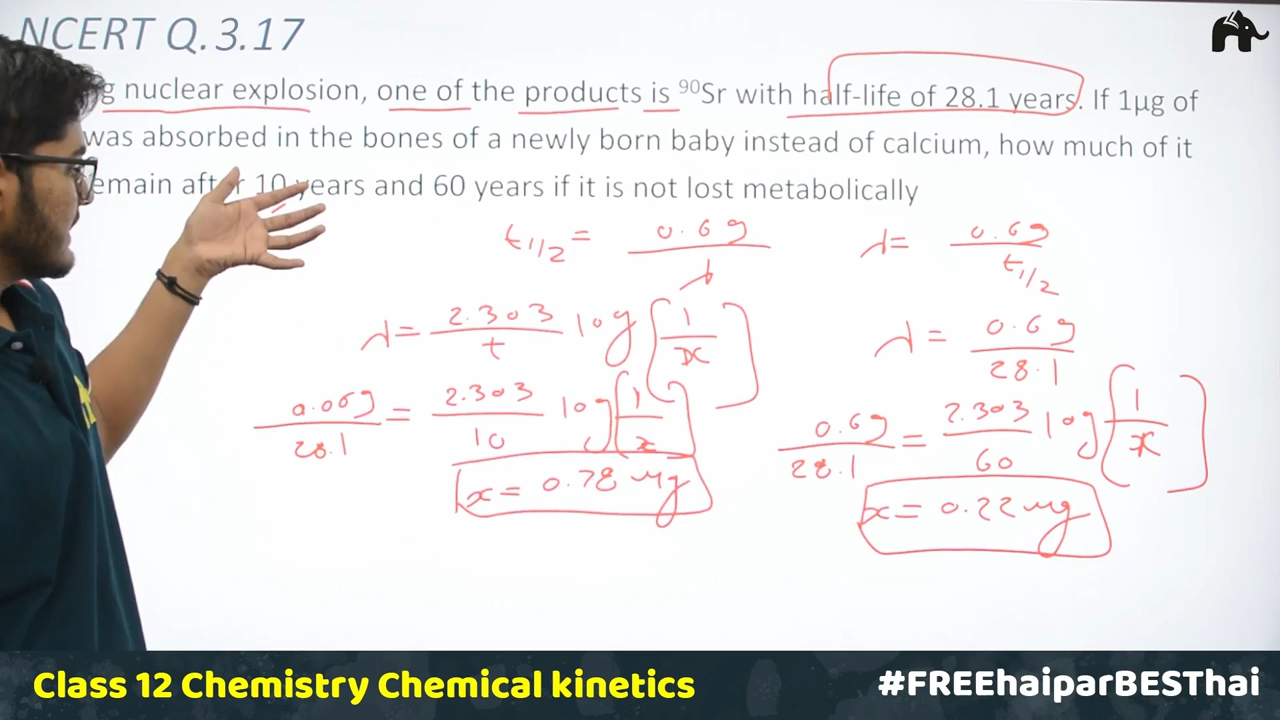 NCERT Q.3.17
g nuclear explosion, one of the products is ⁹⁰Sr with half-life of 28.1 years. If 1μg of
was absorbed in the bones of a newly born baby instead of calcium, how much of it
emain after 10 years and 60 years if it is not lost metabolically
t1/2 = 0.69/λ
λ = 0.69/t1/2
λ = 2.303/t log [1/x]
λ = 0.69/28.1
0.069/28.1 = 2.303/10 log [1/x]
0.69/28.1 = 2.303/60 log [1/x]
x = 0.78 μg
x = 0.22 μg
Class 12 Chemistry Chemical kinetics
#FREEhaiparBESThai